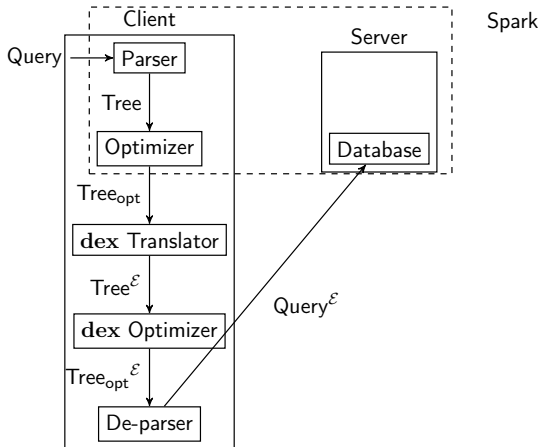 Client
Spark
Server
Query
Parser
Tree
Optimizer
Database
Tree_opt
dex Translator
Tree^ℰ
Query^ℰ
dex Optimizer
Tree_opt^ℰ
De-parser